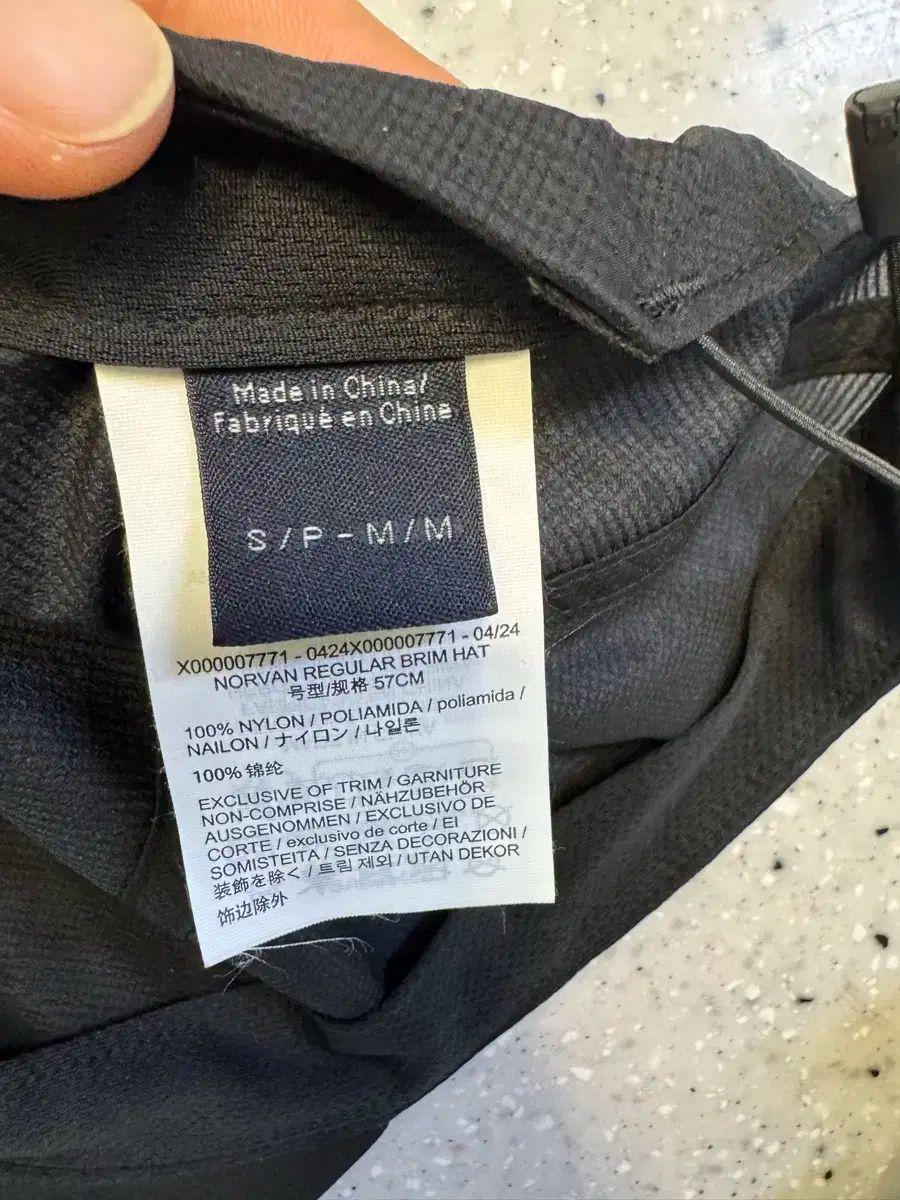 Made in China/
Fabriqué en China
S/P - M/M
X000007771 - 0424X000007771 - 04/24
NORVAN REGULAR BRIM HAT
号型/规格 57CM
100% NYLON / POLIAMIDA / poliamida /
NAILON / ナイロン / 나일론
100% 锦纶
EXCLUSIVE OF TRIM / GARNITURE
NON-COMPRISE / NÄHZUBEHÖR
AUSGENOMMEN / EXCLUSIVO DE
CORTE / exclusivo de corte / EI
SOMISTEITA / SENZA DECORAZIONI /
装飾を除く / 트림 제외 / UTAN DEKOR
饰边除外